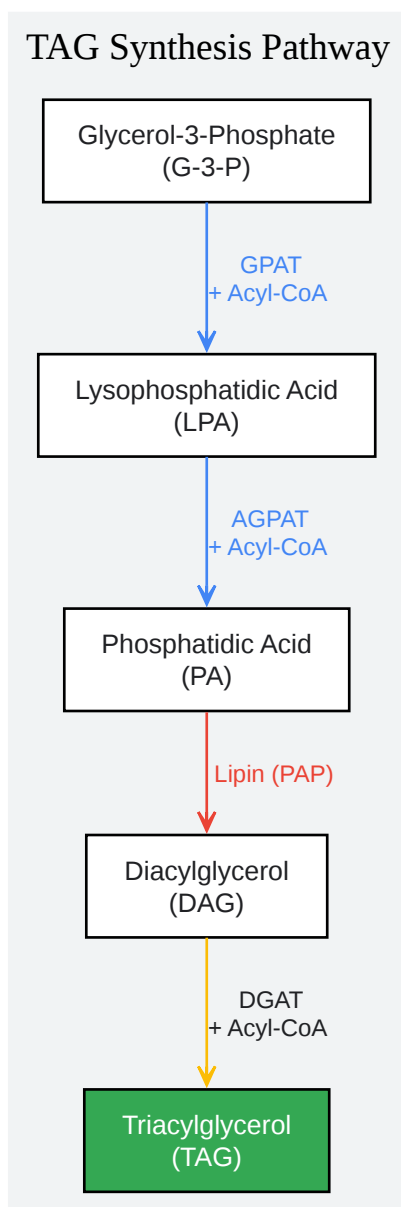 TAG Synthesis Pathway
Glycerol-3-Phosphate
(G-3-P)
GPAT
+ Acyl-CoA
Lysophosphatidic Acid
(LPA)
AGPAT
+ Acyl-CoA
Phosphatidic Acid
(PA)
Lipin (PAP)
Diacylglycerol
(DAG)
DGAT
+ Acyl-CoA
Triacylglycerol
(TAG)